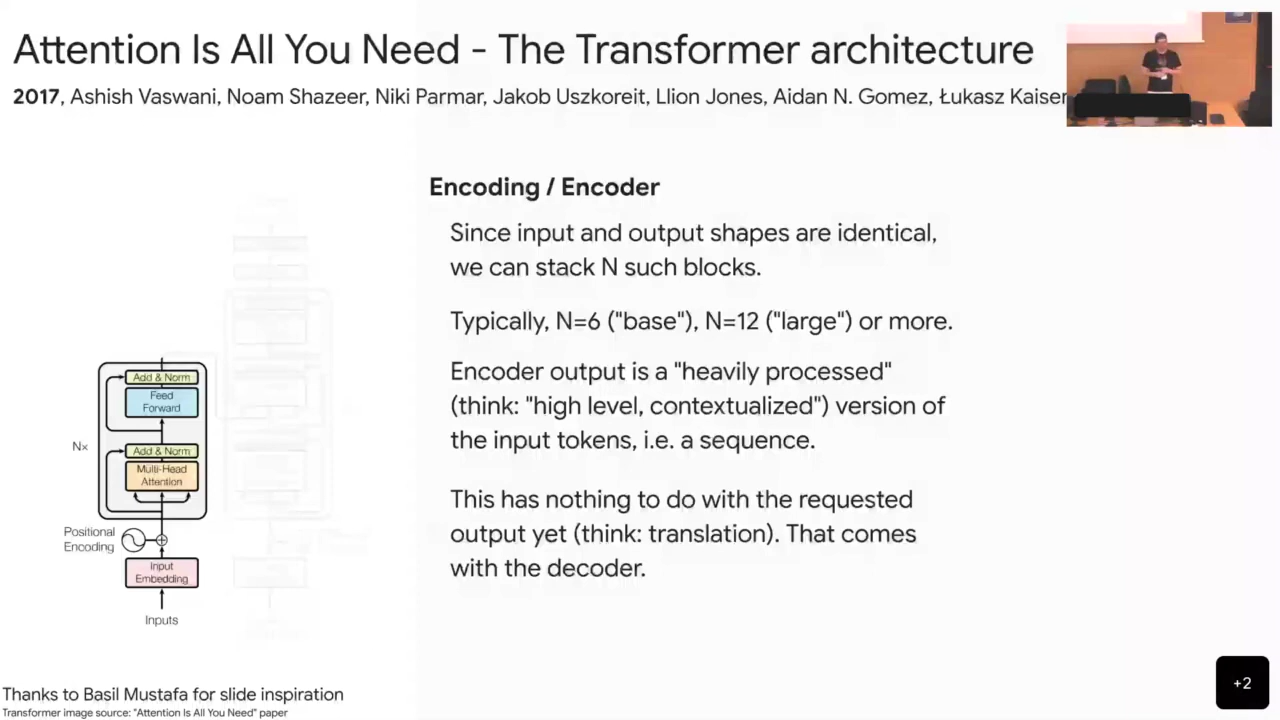 Attention Is All You Need - The Transformer architecture
2017, Ashish Vaswani, Noam Shazeer, Niki Parmar, Jakob Uszkoreit, Llion Jones, Aidan N. Gomez, Łukasz Kaiser
Encoding / Encoder
Since input and output shapes are identical,
we can stack N such blocks.
Typically, N=6 ("base"), N=12 ("large") or more.
Encoder output is a "heavily processed"
(think: "high level, contextualized") version of
the input tokens, i.e. a sequence.
This has nothing to do with the requested
output yet (think: translation). That comes
with the decoder.
Add & Norm
Feed
Forward
N×
Add & Norm
Multi-Head
Attention
Positional
Encoding
Input
Embedding
Inputs
Thanks to Basil Mustafa for slide inspiration
Transformer image source: "Attention Is All You Need" paper
+2